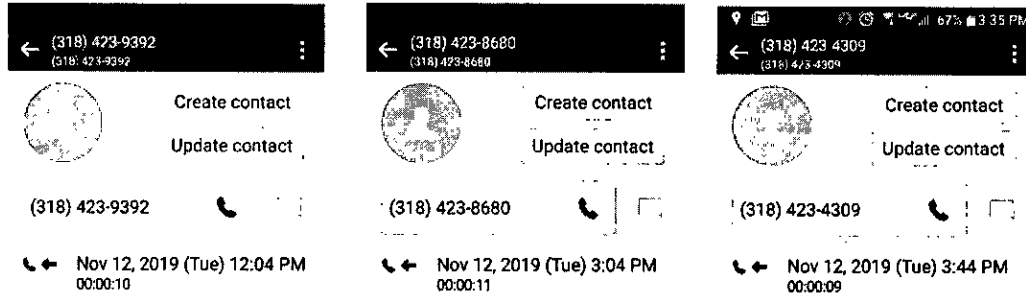 (318) 423-9392
(318) 423-9392
Create contact
Update contact
(318) 423-9392
Nov 12, 2019 (Tue) 12:04 PM
00:00:10
(318) 423-8680
(318) 423-8680
Create contact
Update contact
(318) 423-8680
Nov 12, 2019 (Tue) 3:04 PM
00:00:11
67% 3:35 PM
(318) 423 4309
(318) 423-4309
Create contact
Update contact
(318) 423-4309
Nov 12, 2019 (Tue) 3:44 PM
00:00:09